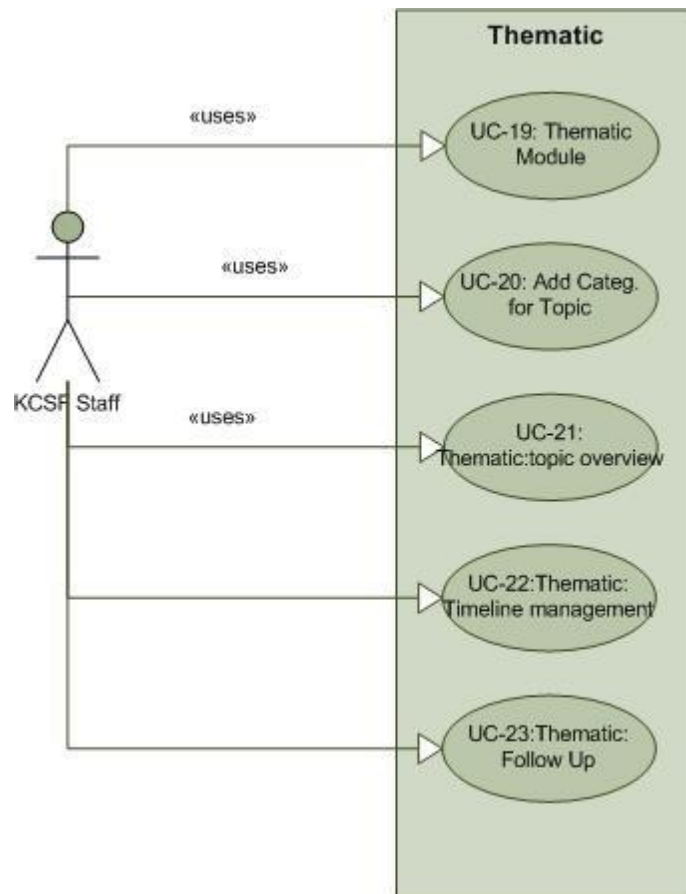 Thematic
«uses»
UC-19: Thematic
Module
«uses»
UC-20: Add Categ.
for Topic
KCSF Staff
«uses»
UC-21:
Thematic:topic overview
UC-22:Thematic:
Timeline management
UC-23:Thematic:
Follow Up